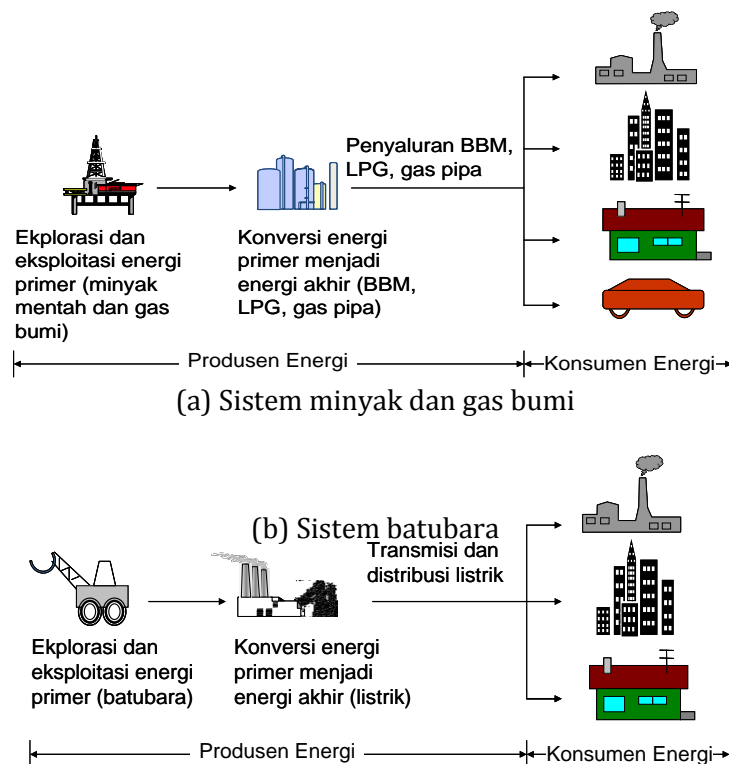 Penyaluran BBM,
LPG, gas pipa
Ekplorasi dan
eksploitasi energi
primer (minyak
mentah dan gas
bumi)
Konversi energi
primer menjadi
energi akhir (BBM,
LPG, gas pipa)
Produsen Energi
Konsumen Energi
(a) Sistem minyak dan gas bumi
(b) Sistem batubara
Transmisi dan
distribusi listrik
Ekplorasi dan
eksploitasi energi
primer (batubara)
Konversi energi
primer menjadi
energi akhir (listrik)
Produsen Energi
Konsumen Energi